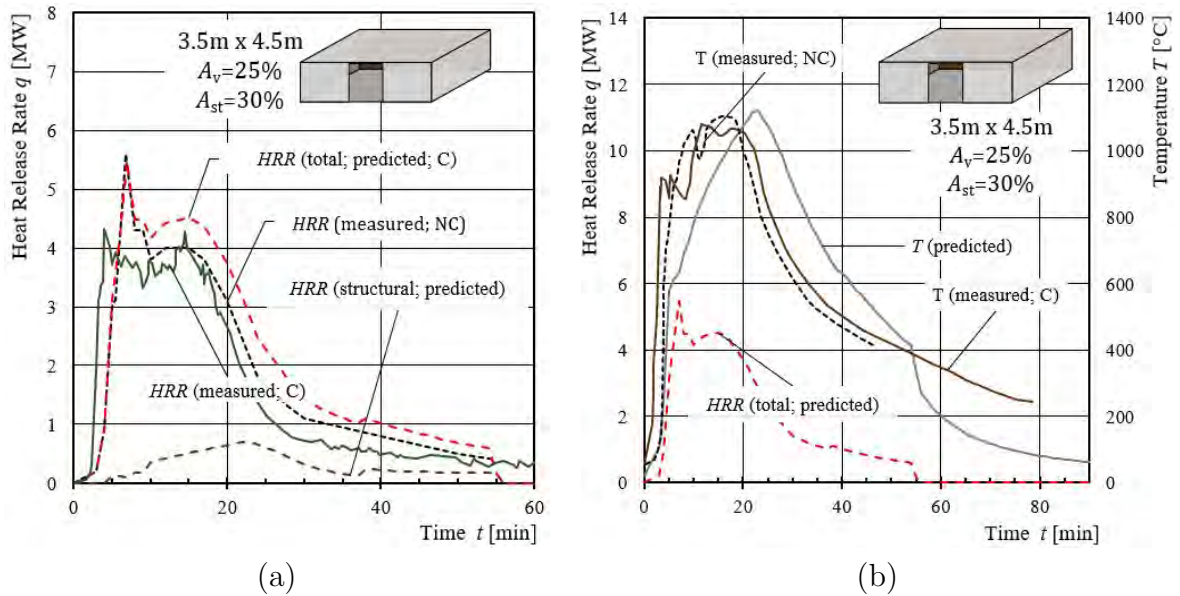 8
7
6
5
4
3
2
1
0
Heat Release Rate q [MW]
3.5m x 4.5m
Aᵥ=25%
Aₛₜ=30%
HRR (total; predicted; C)
HRR (measured; NC)
HRR (structural; predicted)
HRR (measured; C)
0 20 40 60
Time t [min]
(a)
14
12
10
8
6
4
2
0
Heat Release Rate q [MW]
T (measured; NC)
3.5m x 4.5m
Aᵥ=25%
Aₛₜ=30%
T (predicted)
T (measured; C)
HRR (total; predicted)
1400
1200
1000
800
600
400
200
0
Temperature T [°C]
0 20 40 60 80
Time t [min]
(b)